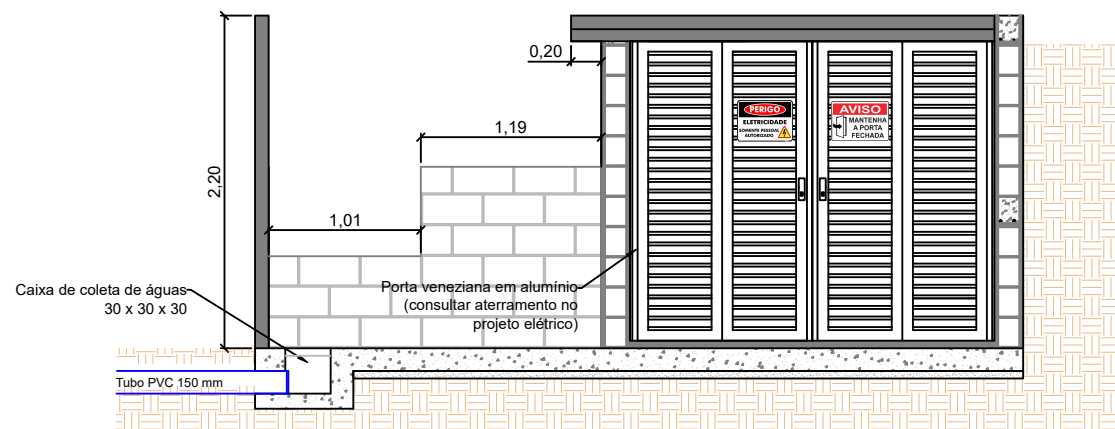 0,20
PERIGO
ELETRICIDADE
SOMENTE PESSOAL
AUTORIZADO
AVISO
MANTENHA
A PORTA
FECHADA
1,19
2,20
1,01
Caixa de coleta de águas
30 x 30 x 30
Porta veneziana em alumínio
(consultar aterramento no
projeto elétrico)
Tubo PVC 150 mm